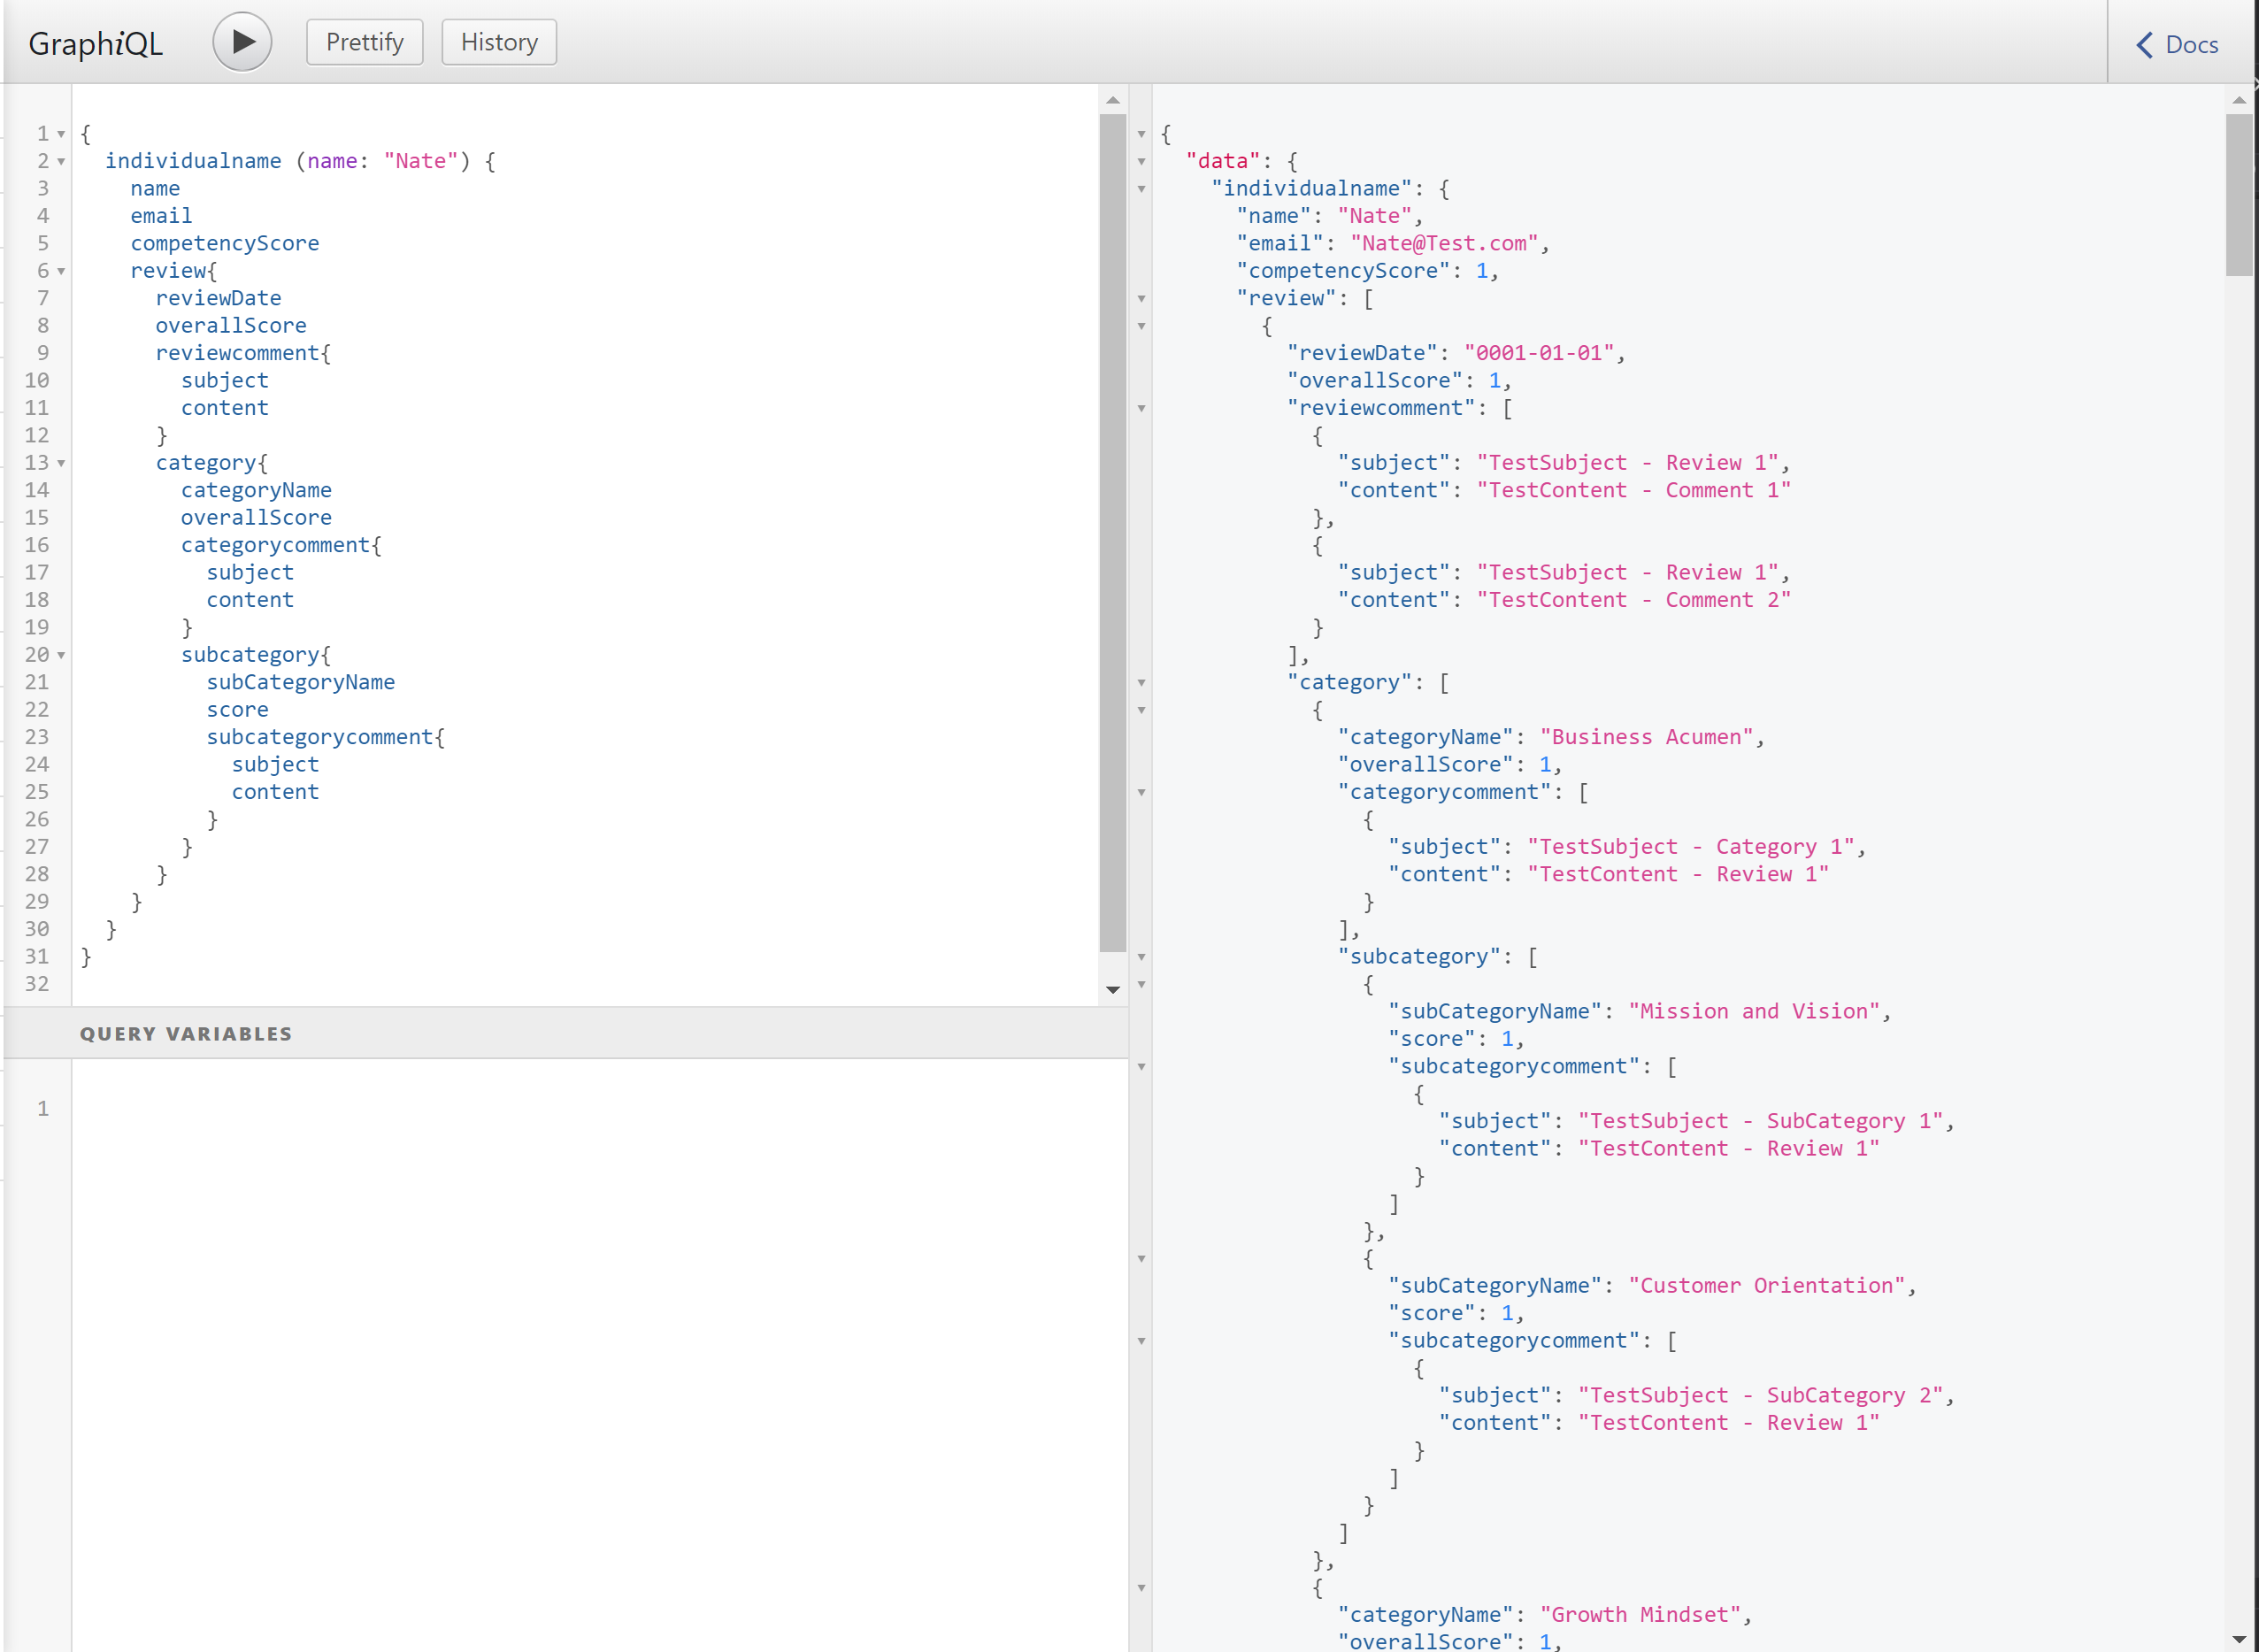 GraphiQL
Prettify
History
Docs
1 {
2 individualname (name: "Nate") {
3 name
4 email
5 competencyScore
6 review{
7 reviewDate
8 overallScore
9 reviewcomment{
10 subject
11 content
12 }
13 category{
14 categoryName
15 overallScore
16 categorycomment{
17 subject
18 content
19 }
20 subcategory{
21 subCategoryName
22 score
23 subcategorycomment{
24 subject
25 content
26 }
27 }
28 }
29 }
30 }
31 }
32
QUERY VARIABLES
1
{
"data": {
"individualname": {
"name": "Nate",
"email": "Nate@Test.com",
"competencyScore": 1,
"review": [
{
"reviewDate": "0001-01-01",
"overallScore": 1,
"reviewcomment": [
{
"subject": "TestSubject - Review 1",
"content": "TestContent - Comment 1"
},
{
"subject": "TestSubject - Review 1",
"content": "TestContent - Comment 2"
}
],
"category": [
{
"categoryName": "Business Acumen",
"overallScore": 1,
"categorycomment": [
{
"subject": "TestSubject - Category 1",
"content": "TestContent - Review 1"
}
],
"subcategory": [
{
"subCategoryName": "Mission and Vision",
"score": 1,
"subcategorycomment": [
{
"subject": "TestSubject - SubCategory 1",
"content": "TestContent - Review 1"
}
]
},
{
"subCategoryName": "Customer Orientation",
"score": 1,
"subcategorycomment": [
{
"subject": "TestSubject - SubCategory 2",
"content": "TestContent - Review 1"
}
]
}
]
},
{
"categoryName": "Growth Mindset",
"overallScore": 1,